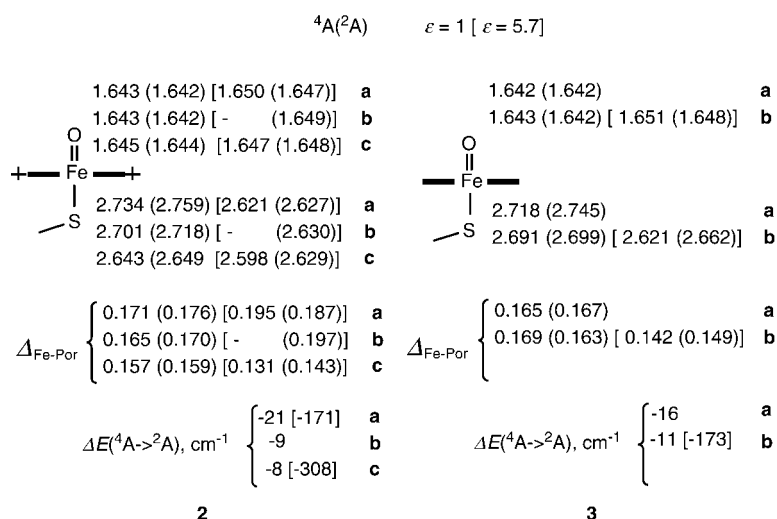 ⁴A(²A) ε = 1 [ ε = 5.7]
1.643 (1.642) [1.650 (1.647)] a
1.643 (1.642) [ - (1.649)] b
1.645 (1.644) [1.647 (1.648)] c
O
Fe
S
+ +
2.734 (2.759) [2.621 (2.627)] a
2.701 (2.718) [ - (2.630)] b
2.643 (2.649 [2.598 (2.629)] c
Δ Fe-Por
0.171 (0.176) [0.195 (0.187)] a
0.165 (0.170) [ - (0.197)] b
0.157 (0.159) [0.131 (0.143)] c
ΔE(⁴A->²A), cm⁻¹
-21 [-171] a
-9 b
-8 [-308] c
2
1.642 (1.642) a
1.643 (1.642) [ 1.651 (1.648)] b
O
Fe
S
2.718 (2.745) a
2.691 (2.699) [ 2.621 (2.662)] b
Δ Fe-Por
0.165 (0.167) a
0.169 (0.163) [ 0.142 (0.149)] b
ΔE(⁴A->²A), cm⁻¹
-16 a
-11 [-173] b
3